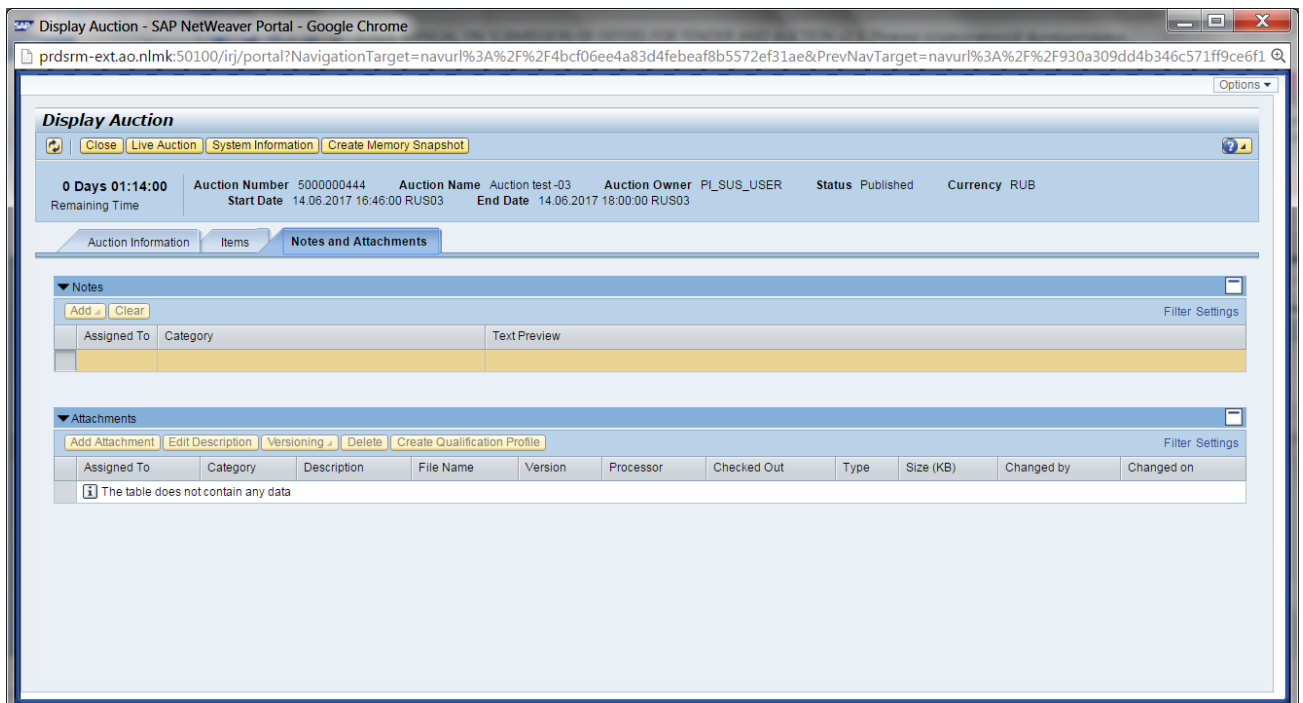 SAP Display Auction - SAP NetWeaver Portal - Google Chrome
prdsrm-ext.ao.nlmk:50100/irj/portal?NavigationTarget=navurl%3A%2F%2F4bcf06ee4a83d4febeaf8b5572ef31ae&PrevNavTarget=navurl%3A%2F%2F930a309dd4b346c571ff9ce6f1
Options
Display Auction
Close Live Auction System Information Create Memory Snapshot
0 Days 01:14:00 Auction Number 5000000444 Auction Name Auction test -03 Auction Owner PI_SUS_USER Status Published Currency RUB
Remaining Time Start Date 14.06.2017 16:46:00 RUS03 End Date 14.06.2017 18:00:00 RUS03
Auction Information Items Notes and Attachments
Notes
Add Clear Filter Settings
Assigned To Category Text Preview
Attachments
Add Attachment Edit Description Versioning Delete Create Qualification Profile Filter Settings
Assigned To Category Description File Name Version Processor Checked Out Type Size (KB) Changed by Changed on
The table does not contain any data